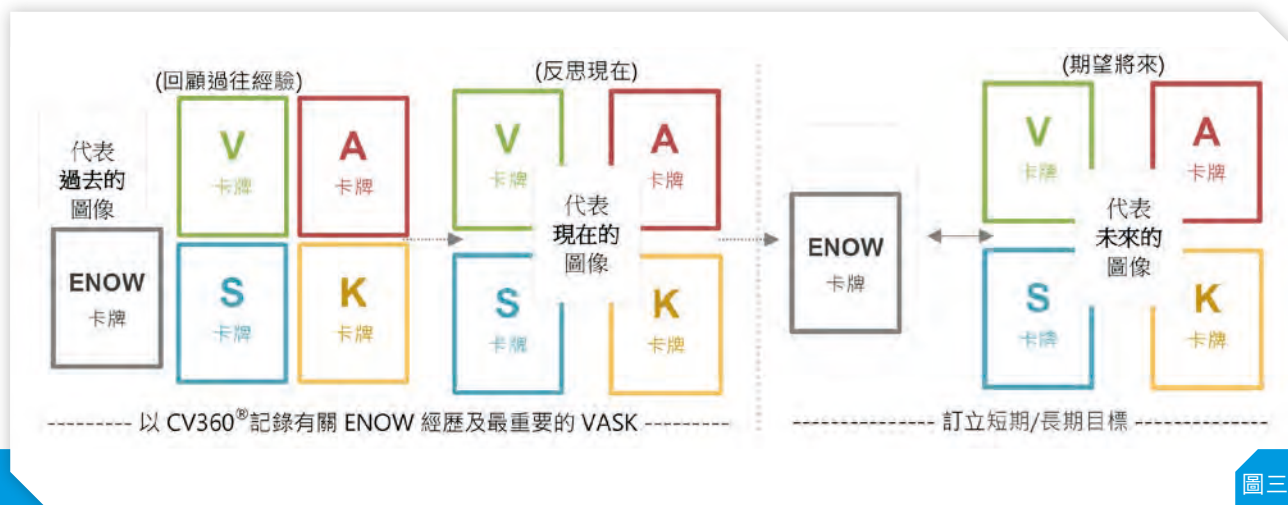 (回顧過往經驗)
代表
過去的
圖像
ENOW
卡牌
V
卡牌
A
卡牌
S
卡牌
K
卡牌
(反思現在)
V
卡牌
A
卡牌
代表
現在的
圖像
S
卡牌
K
卡牌
--------- 以 CV360®記錄有關 ENOW 經歷及最重要的 VASK ---------
ENOW
卡牌
(期望將來)
V
卡牌
A
卡牌
代表
未來的
圖像
S
卡牌
K
卡牌
--------------- 訂立短期/長期目標 --------------
圖三